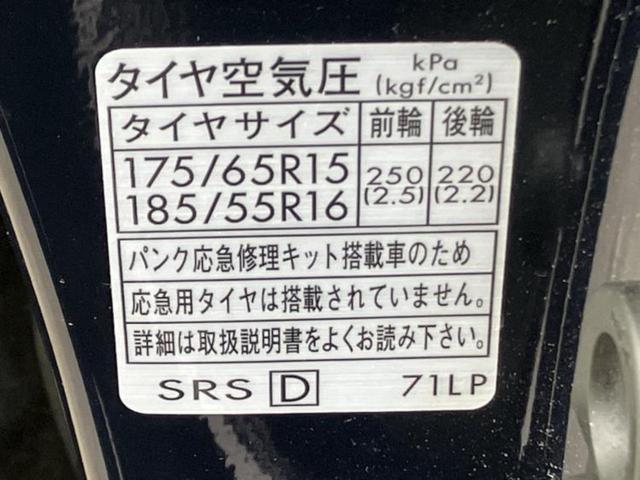 タイヤ空気圧 kPa (kgf/cm²)
タイヤサイズ 前輪 後輪
175/65R15 250 220
185/55R16 (2.5) (2.2)
パンク応急修理キット搭載車のため
応急用タイヤは搭載されていません。
詳細は取扱説明書をよくお読み下さい。
SRS D 71LP